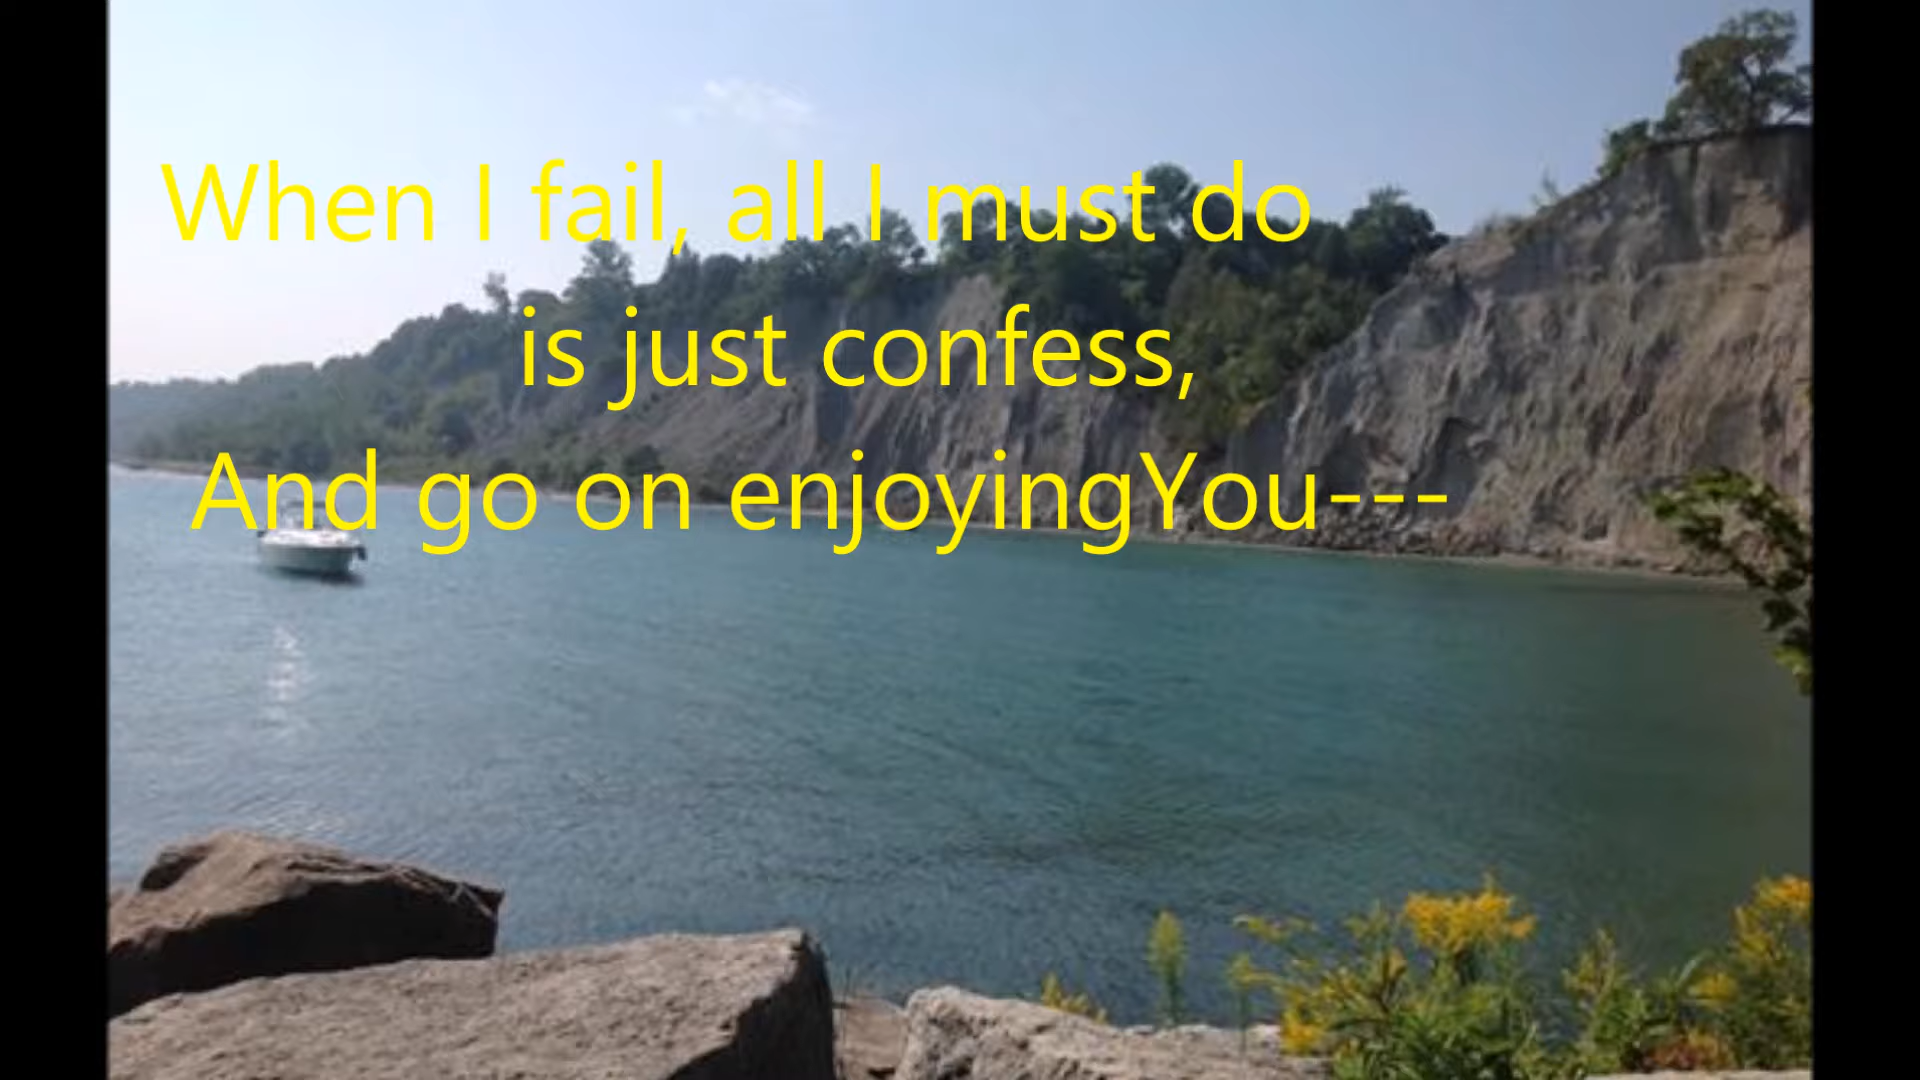 When I fail, all I must do
is just confess,
And go on enjoyingYou---